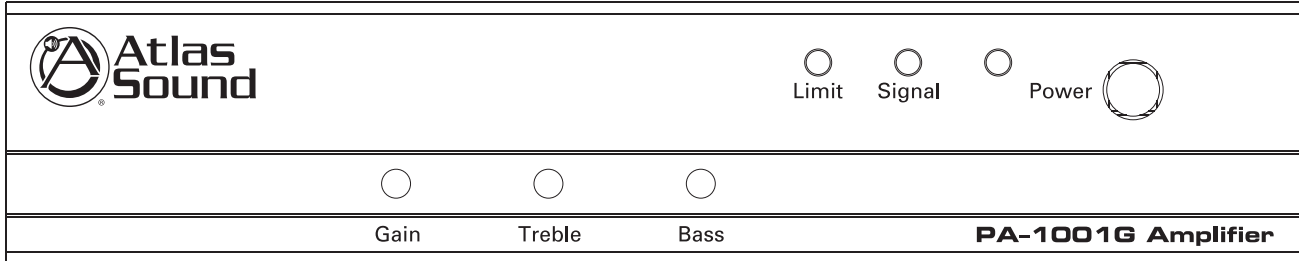 Atlas
Sound
®
Limit Signal Power
Gain Treble Bass PA-1001G Amplifier